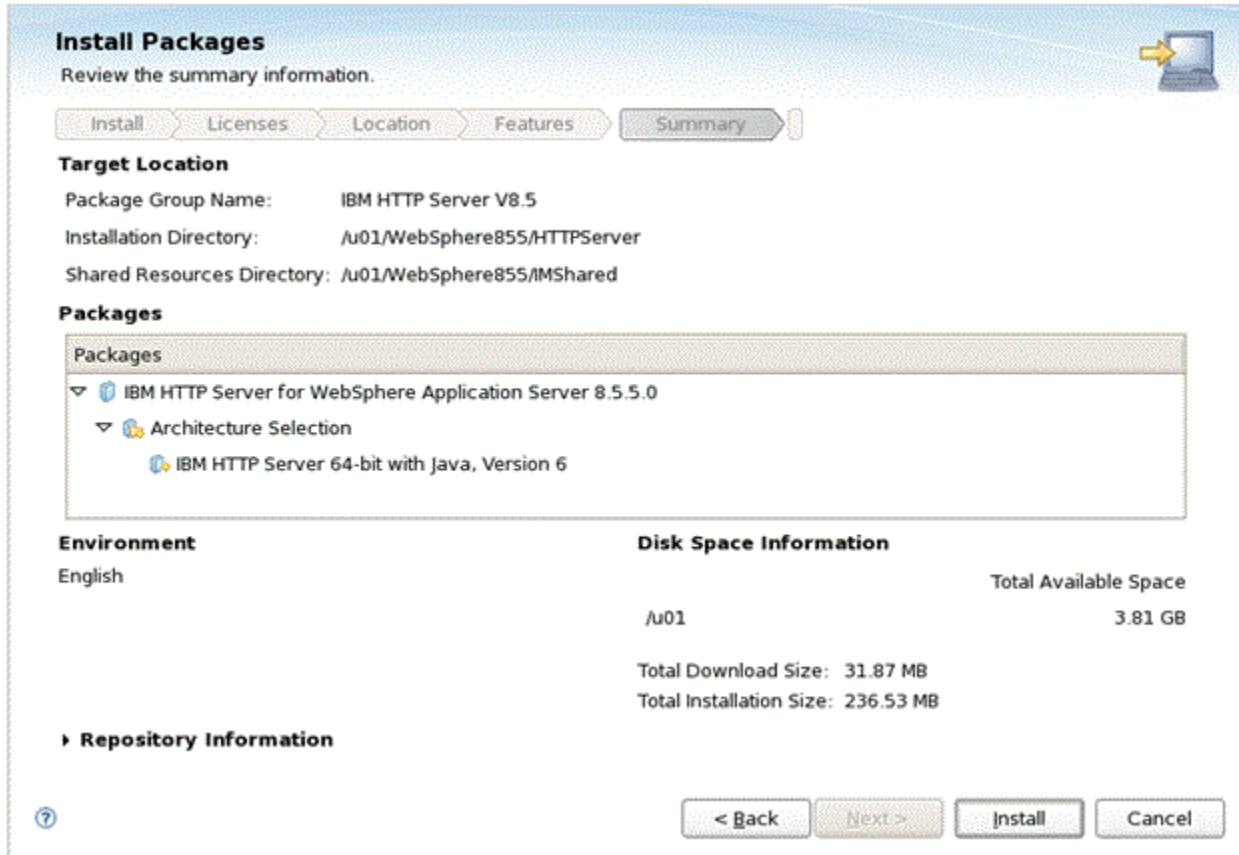 Install Packages
Review the summary information.
Install Licenses Location Features Summary
Target Location
Package Group Name: IBM HTTP Server V8.5
Installation Directory: /u01/WebSphere855/HTTPServer
Shared Resources Directory: /u01/WebSphere855/IMShared
Packages
Packages
IBM HTTP Server for WebSphere Application Server 8.5.5.0
Architecture Selection
IBM HTTP Server 64-bit with Java, Version 6
Environment Disk Space Information
English
Total Available Space
/u01 3.81 GB
Total Download Size: 31.87 MB
Total Installation Size: 236.53 MB
Repository Information
? < Back Next > Install Cancel